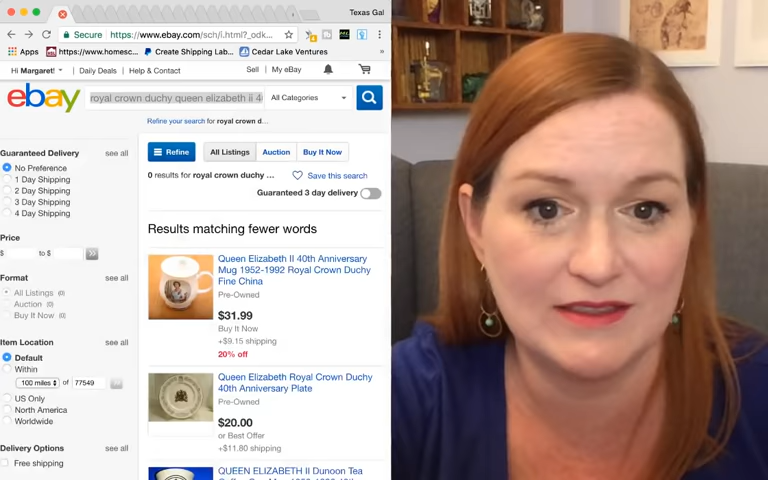 Texas Gal
Secure https://www.ebay.com/sch/i.html?_odk
Apps https://www.homesc... Create Shipping Lab... Cedar Lake Ventures
Hi Margaret! Daily Deals Help & Contact Sell My eBay
ebay royal crown duchy queen elizabeth ii 4 All Categories
Refine your search for royal crown d...
Guaranteed Delivery see all
No Preference
1 Day Shipping
2 Day Shipping
3 Day Shipping
4 Day Shipping
Price
$ to $
Format see all
All Listings (0)
Auction (0)
Buy It Now (0)
Item Location see all
Default
Within
100 miles of 77549
US Only
North America
Worldwide
Delivery Options see all
Free shipping
Refine All Listings Auction Buy It Now
0 results for royal crown duchy ... Save this search
Guaranteed 3 day delivery
Results matching fewer words
Queen Elizabeth II 40th Anniversary
Mug 1952-1992 Royal Crown Duchy
Fine China
Pre-Owned
$31.99
Buy It Now
+$9.15 shipping
20% off
Queen Elizabeth Royal Crown Duchy
40th Anniversary Plate
Pre-Owned
$20.00
or Best Offer
+$11.80 shipping
QUEEN ELIZABETH II Dunoon Tea